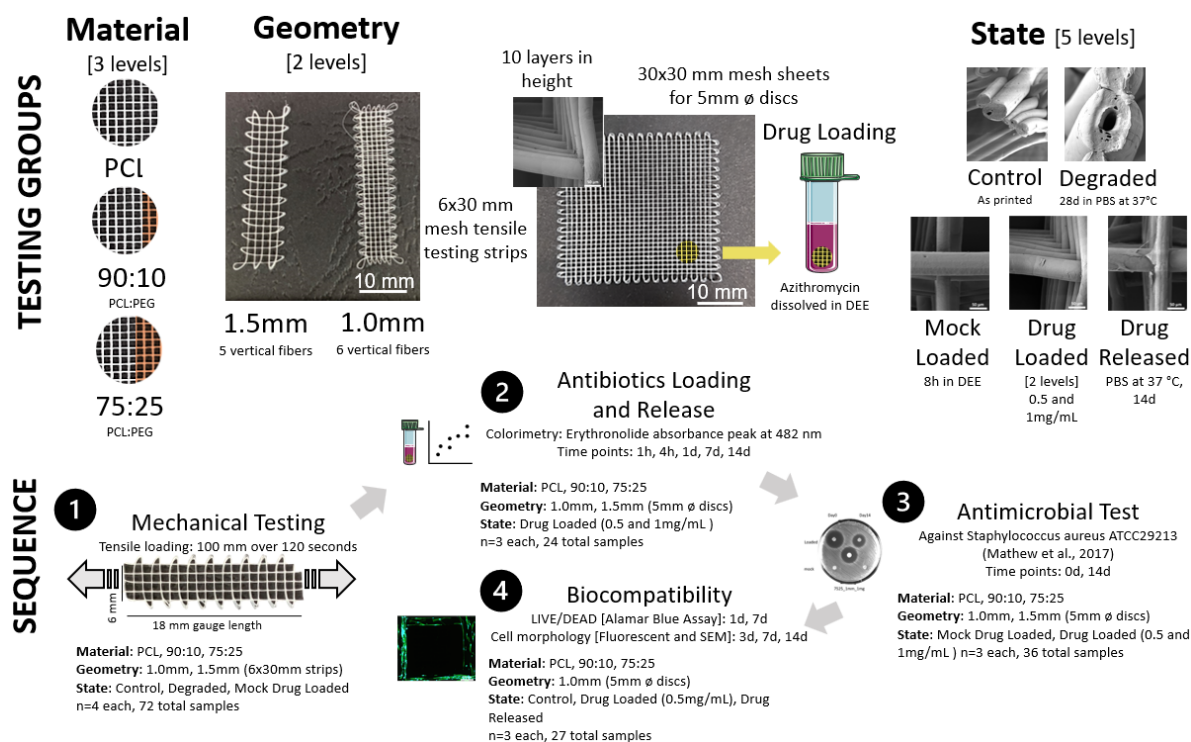 TESTING GROUPS
Material
[3 levels]
PCL
90:10
PCL:PEG
75:25
PCL:PEG
Geometry
[2 levels]
10 mm
1.5mm
5 vertical fibers
1.0mm
6 vertical fibers
10 layers in
height
30x30 mm mesh sheets
for 5mm ø discs
6x30 mm
mesh tensile
testing strips
10 mm
Drug Loading
Azithromycin
dissolved in DEE
State [5 levels]
Control
As printed
Degraded
28d in PBS at 37°C
Mock
Loaded
8h in DEE
Drug
Loaded
[2 levels]
0.5 and
1mg/mL
Drug
Released
PBS at 37 °C,
14d
SEQUENCE
1
Mechanical Testing
Tensile loading: 100 mm over 120 seconds
6 mm
18 mm gauge length
Material: PCL, 90:10, 75:25
Geometry: 1.0mm, 1.5mm (6x30mm strips)
State: Control, Degraded, Mock Drug Loaded
n=4 each, 72 total samples
2
Antibiotics Loading
and Release
Colorimetry: Erythronolide absorbance peak at 482 nm
Time points: 1h, 4h, 1d, 7d, 14d
Material: PCL, 90:10, 75:25
Geometry: 1.0mm, 1.5mm (5mm ø discs)
State: Drug Loaded (0.5 and 1mg/mL )
n=3 each, 24 total samples
3
Antimicrobial Test
Against Staphylococcus aureus ATCC29213
(Mathew et al., 2017)
Time points: 0d, 14d
Material: PCL, 90:10, 75:25
Geometry: 1.0mm, 1.5mm (5mm ø discs)
State: Mock Drug Loaded, Drug Loaded (0.5 and
1mg/mL ) n=3 each, 36 total samples
4
Biocompatibility
LIVE/DEAD [Alamar Blue Assay]: 1d, 7d
Cell morphology [Fluorescent and SEM]: 3d, 7d, 14d
Material: PCL, 90:10, 75:25
Geometry: 1.0mm (5mm ø discs)
State: Control, Drug Loaded (0.5mg/mL), Drug
Released
n=3 each, 27 total samples